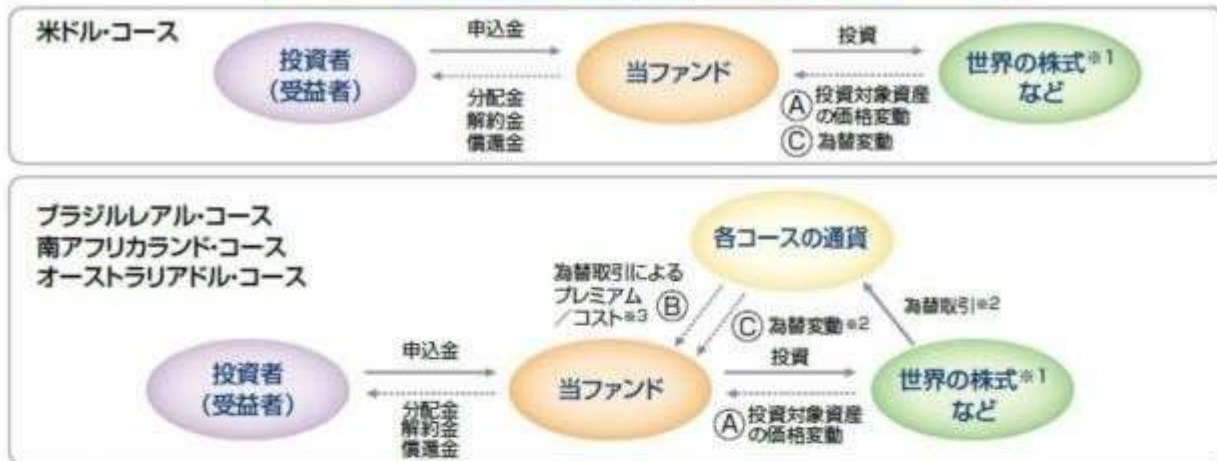 米ドル・コース
投資者
(受益者)
申込金
分配金
解約金
償還金
当ファンド
投資
Ⓐ投資対象資産
の価格変動
Ⓒ為替変動
世界の株式※1
など
ブラジルレアル・コース
南アフリカランド・コース
オーストラリアドル・コース
各コースの通貨
為替取引による
プレミアム
／コスト※3 Ⓑ
Ⓒ 為替変動※2
為替取引※2
投資者
(受益者)
申込金
分配金
解約金
償還金
当ファンド
投資
Ⓐ投資対象資産
の価格変動
世界の株式※1
など